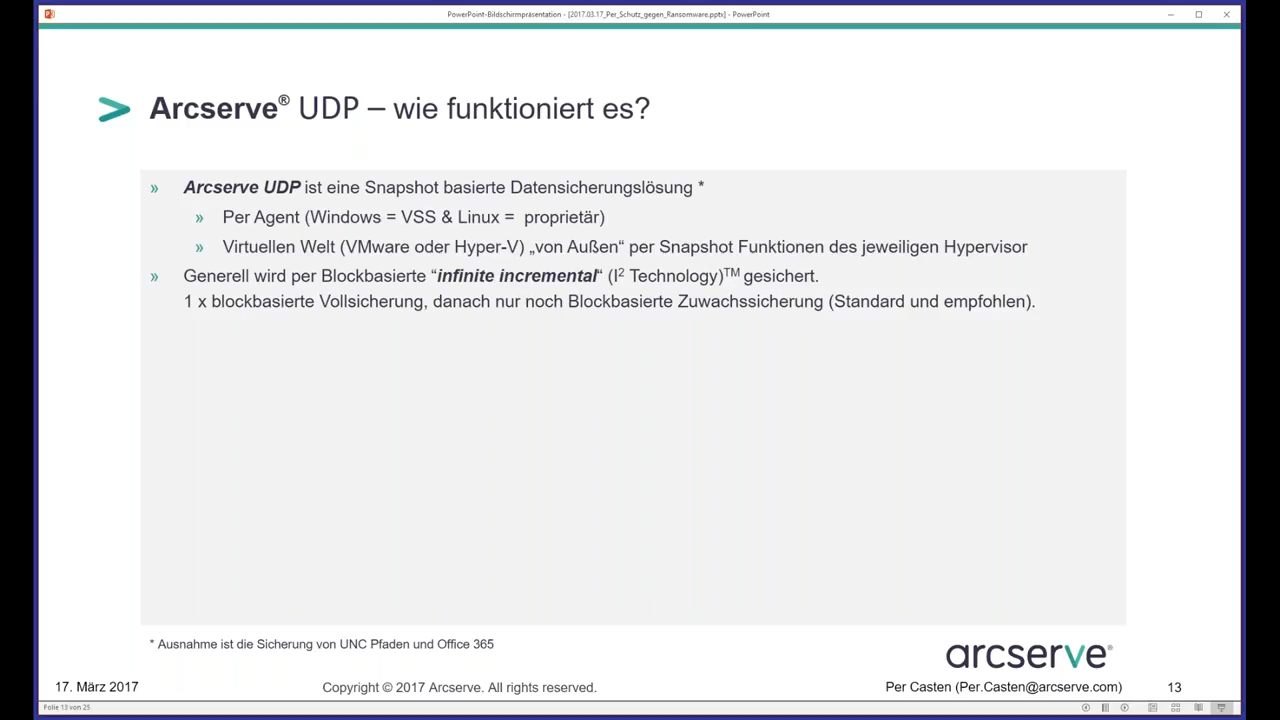 PowerPoint-Bildschirmpräsentation - [2017.03.17_Per_Schutz_gegen_Ransomware.pptx] - PowerPoint
Arcserve® UDP – wie funktioniert es?
» Arcserve UDP ist eine Snapshot basierte Datensicherungslösung *
» Per Agent (Windows = VSS & Linux = proprietär)
» Virtuellen Welt (VMware oder Hyper-V) „von Außen“ per Snapshot Funktionen des jeweiligen Hypervisor
» Generell wird per Blockbasierte “infinite incremental“ (I² Technology)™ gesichert.
1 x blockbasierte Vollsicherung, danach nur noch Blockbasierte Zuwachssicherung (Standard und empfohlen).
* Ausnahme ist die Sicherung von UNC Pfaden und Office 365
arcserve®
17. März 2017
Copyright © 2017 Arcserve. All rights reserved.
Per Casten (Per.Casten@arcserve.com)
13
Folie 13 von 25